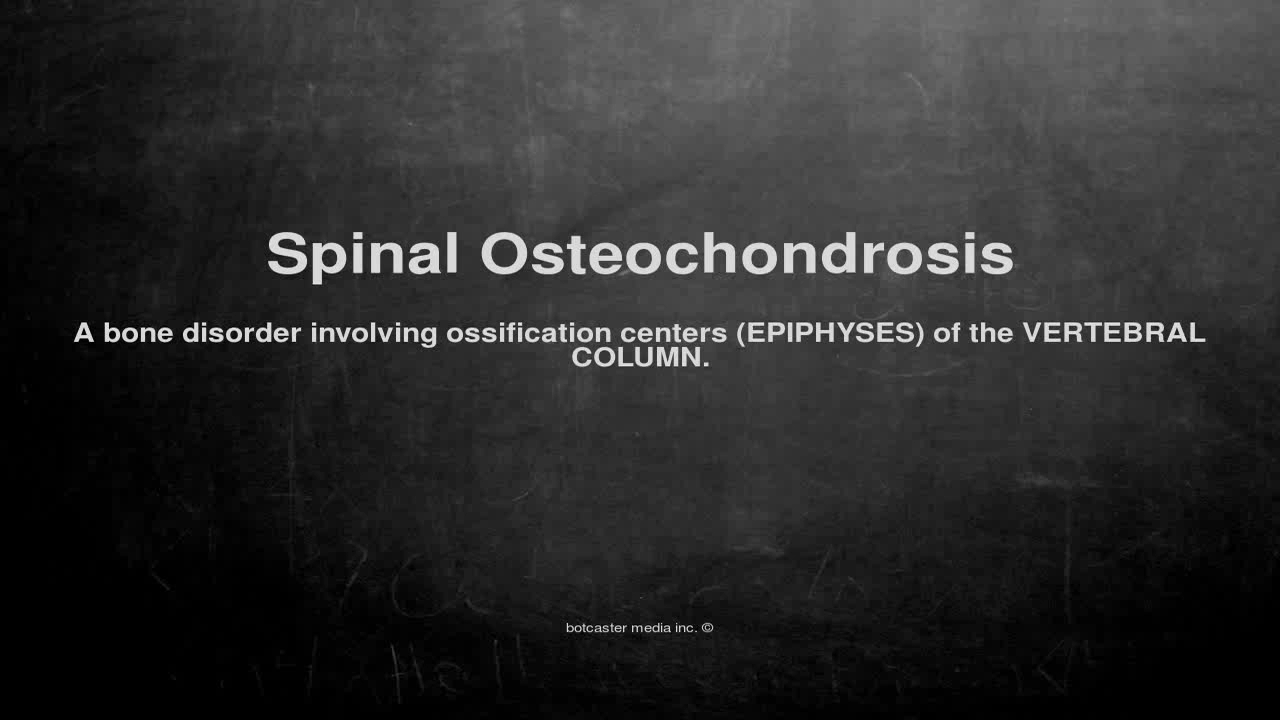 Spinal Osteochondrosis
A bone disorder involving ossification centers (EPIPHYSES) of the VERTEBRAL
COLUMN.
botcaster media inc. ©